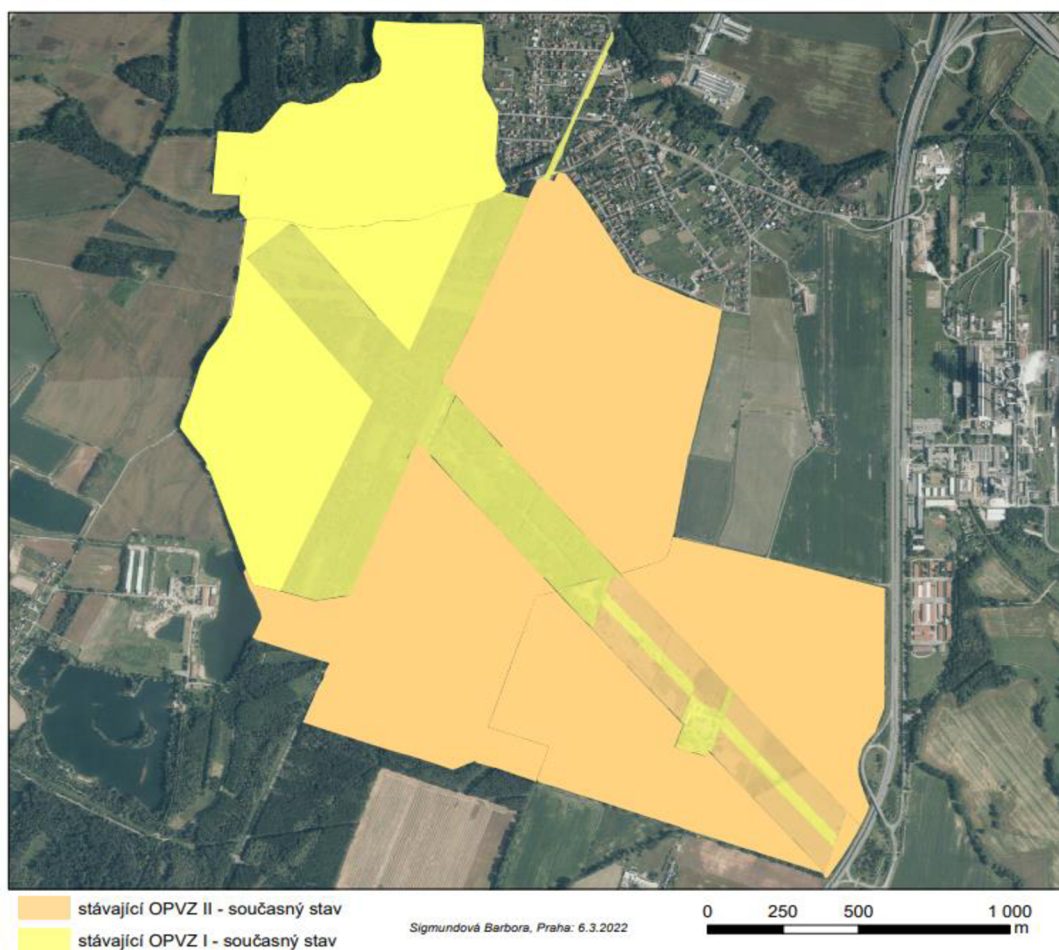 stávající OPVZ II - současný stav
stávající OPVZ I - současný stav
Sigmundová Barbora, Praha: 6.3.2022
0 250 500 1 000
m